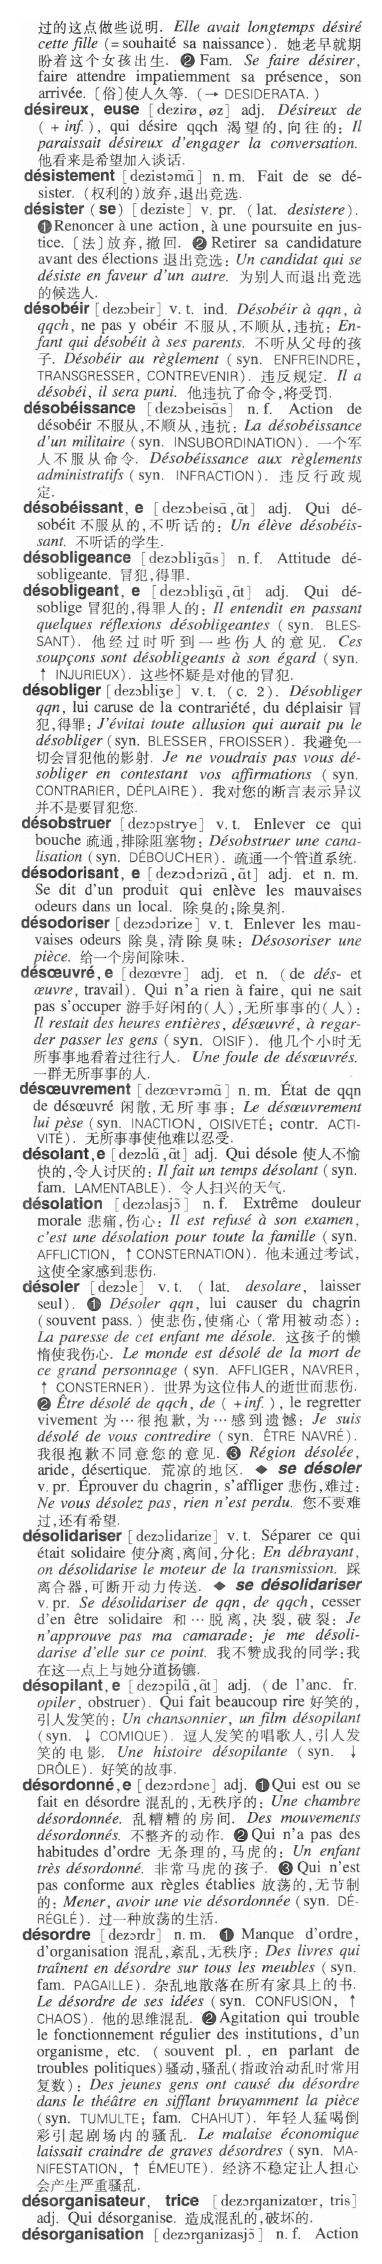 过的这点做些说明. Elle avait longtemps désiré
cette fille (= souhaité sa naissance). 她老早就期
盼着这个女孩出生. ❷ Fam. Se faire désirer,
faire attendre impatiemment sa présence, son
arrivée. [俗]使人久等. (→ DESIDERATA. )
désireux, euse [dezirø, øz] adj. Désireux de
( + inf. ), qui désire qqch 渴望的,向往的: Il
paraissait désireux d'engager la conversation.
他看来是希望加入谈话.
désistement [dezistəmɑ̃] n. m. Fait de se dé-
sister. (权利的)放弃,退出竞选.
désister (se) [deziste] v. pr. (lat. desistere).
❶Renoncer à une action, à une poursuite en jus-
tice. [法]放弃,撤回. ❷ Retirer sa candidature
avant des élections 退出竞选: Un candidat qui se
désiste en faveur d'un autre. 为别人而退出竞选
的候选人.
désobéir [dezɔbeir] v. t. ind. Désobéir à qqn, à
qqch, ne pas y obéir 不服从,不顺从,违抗: En-
fant qui désobéit à ses parents. 不听从父母的孩
子. Désobéir au règlement (syn. ENFREINDRE,
TRANSGRESSER, CONTREVENIR). 违反规定. Il a
désobéi, il sera puni. 他违抗了命令,将受罚.
désobéissance [dezɔbeisɑ̃s] n. f. Action de
désobéir 不服从,不顺从,违抗: La désobéissance
d'un militaire (syn. INSUBORDINATION). 一个军
人不服从命令. Désobéissance aux règlements
administratifs (syn. INFRACTION). 违反行政规
定.
désobéissant, e [dezɔbeisɑ̃,ɑ̃t] adj. Qui dé-
sobéit 不服从的,不听话的: Un élève désobéis-
sant. 不听话的学生.
désobligeance [dezɔbliʒɑ̃s] n. f. Attitude dé-
sobligeante. 冒犯,得罪.
désobligeant, e [dezɔbliʒɑ̃,ɑ̃t] adj. Qui dé-
soblige 冒犯的,得罪人的: Il entendit en passant
quelques réflexions désobligeantes (syn. BLES-
SANT). 他经过时听到一些伤人的意见. Ces
soupçons sont désobligeants à son égard (syn.
↑ INJURIEUX). 这些怀疑是对他的冒犯.
désobliger [dezɔbliʒe] v. t. (c. 2). Désobliger
qqn, lui caruse de la contrariété, du déplaisir 冒
犯,得罪: J'évitai toute allusion qui aurait pu le
désobliger (syn. BLESSER, FROISSER). 我避免一
切会冒犯他的影射. Je ne voudrais pas vous dé-
sobliger en contestant vos affirmations (syn.
CONTRARIER, DÉPLAIRE). 我对您的断言表示异议
并不是要冒犯您.
désobstruer [dezɔpstrye] v. t. Enlever ce qui
bouche 疏通,排除阻塞物: Désobstruer une cana-
lisation (syn. DÉBOUCHER). 疏通一个管道系统.
désodorisant, e [dezɔdɔrizɑ̃,ɑ̃t] adj. et n. m.
Se dit d'un produit qui enlève les mauvaises
odeurs dans un local. 除臭的;除臭剂.
désodoriser [dezɔdɔrize] v. t. Enlever les mau-
vaises odeurs 除臭,清除臭味: Désosoriser une
pièce. 给一个房间除味.
désœuvré, e [dezœvre] adj. et n. (de dés- et
œuvre, travail). Qui n'a rien à faire, qui ne sait
pas s'occuper 游手好闲的(人),无所事事的(人):
Il restait des heures entières, désœuvré, à regar-
der passer les gens (syn. OISIF). 他几个小时无
所事事地看着过往行人. Une foule de désœuvrés.
一群无所事事的人.
désœuvrement [dezœvrəmɑ̃] n. m. État de qqn
de désœuvré 闲散,无所事事: Le désœuvrement
lui pèse (syn. INACTION, OISIVETÉ; contr. ACTI-
VITÉ). 无所事事使他难以忍受.
désolant,e [dezɔlɑ̃,ɑ̃t] adj. Qui désole 使人不愉
快的,令人讨厌的: Il fait un temps désolant (syn.
fam. LAMENTABLE). 令人扫兴的天气.
désolation [dezɔlasjɔ̃] n. f. Extrême douleur
morale 悲痛,伤心: Il est refusé à son examen,
c'est une désolation pour toute la famille (syn.
AFFLICTION, ↑ CONSTERNATION). 他未通过考试,
这使全家感到悲伤.
désoler [dezɔle] v. t. ( lat. desolare, laisser
seul). ❶ Désoler qqn, lui causer du chagrin
(souvent pass. ) 使悲伤,使痛心 (常用被动态):
La paresse de cet enfant me désole. 这孩子的懒
惰使我伤心. Le monde est désolé de la mort de
ce grand personnage (syn. AFFLIGER, NAVRER,
↑ CONSTERNER). 世界为这位伟人的逝世而悲伤.
❷ Être désolé de qqch, de ( +inf. ), le regretter
vivement 为…很抱歉,为…感到遗憾: Je suis
désolé de vous contredire (syn. ÊTRE NAVRÉ).
我很抱歉不同意您的意见. ❸ Région désolée,
aride, désertique. 荒凉的地区. ◆ se désoler
v. pr. Éprouver du chagrin, s'affliger 悲伤,难过:
Ne vous désolez pas, rien n'est perdu. 您不要难
过,还有希望.
désolidariser [dezɔlidarize] v. t. Séparer ce qui
était solidaire 使分离,离间,分化: En débrayant,
on désolidarise le moteur de la transmission. 踩
离合器,可断开动力传送. ◆ se désolidariser
v. pr. Se désolidariser de qqn, de qqch, cesser
d'en être solidaire 和…脱离,决裂,破裂: Je
n'approuve pas ma camarade: je me désoli-
darise d'elle sur ce point. 我不赞成我的同学;我
在这一点上与她分道扬镳.
désopilant, e [dezɔpilɑ̃,ɑ̃t] adj. (de l'anc. fr.
opiler, obstruer). Qui fait beaucoup rire 好笑的,
引人发笑的: Un chansonnier, un film désopilant
(syn. ↓ COMIQUE). 逗人发笑的唱歌人,引人发
笑的电影. Une histoire désopilante (syn. ↓
DRÔLE). 好笑的故事.
désordonné,e [dezɔrdɔne] adj. ❶Qui est ou se
fait en désordre 混乱的,无秩序的: Une chambre
désordonnée. 乱糟糟的房间. Des mouvements
désordonnés. 不整齐的动作. ❷Qui n'a pas des
habitudes d'ordre 无条理的,马虎的: Un enfant
très désordonné. 非常马虎的孩子. ❸ Qui n'est
pas conforme aux règles établies 放荡的,无节制
的: Mener, avoir une vie désordonnée (syn. DÉ-
RÉGLÉ). 过一种放荡的生活.
désordre [dezɔrdr] n. m. ❶ Manque d'ordre,
d'organisation 混乱,紊乱,无秩序: Des livres qui
traînent en désordre sur tous les meubles (syn.
fam. PAGAILLE). 杂乱地散落在所有家具上的书.
Le désordre de ses idées (syn. CONFUSION, ↑
CHAOS). 他的思维混乱. ❷Agitation qui trouble
le fonctionnement régulier des institutions, d'un
organisme, etc. ( souvent pl. , en parlant de
troubles politiques)骚动,骚乱(指政治动乱时常用
复数): Des jeunes gens ont causé du désordre
dans le théâtre en sifflant bruyamment la pièce
(syn. TUMULTE; fam. CHAHUT). 年轻人猛喝倒
彩引起剧场内的骚乱. Le malaise économique
laissait craindre de graves désordres (syn. MA-
NIFESTATION, ↑ ÉMEUTE). 经济不稳定让人担心
会产生严重骚乱.
désorganisateur, trice [dezɔrganizatœr, tris]
adj. Qui désorganise. 造成混乱的,破坏的.
désorganisation [dezɔrganizasjɔ̃] n. f. Action